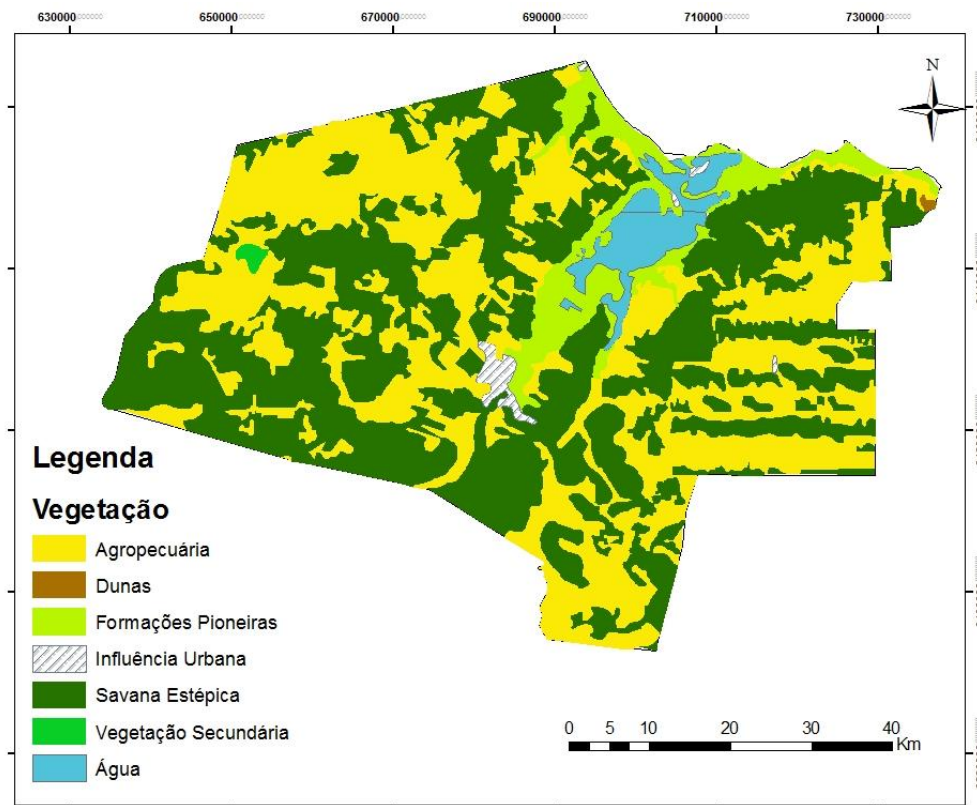 630000 650000 670000 690000 710000 730000
N
Legenda
Vegetação
Agropecuária
Dunas
Formações Pioneiras
Influência Urbana
Savana Estépica
Vegetação Secundária
Água
0 5 10 20 30 40
Km